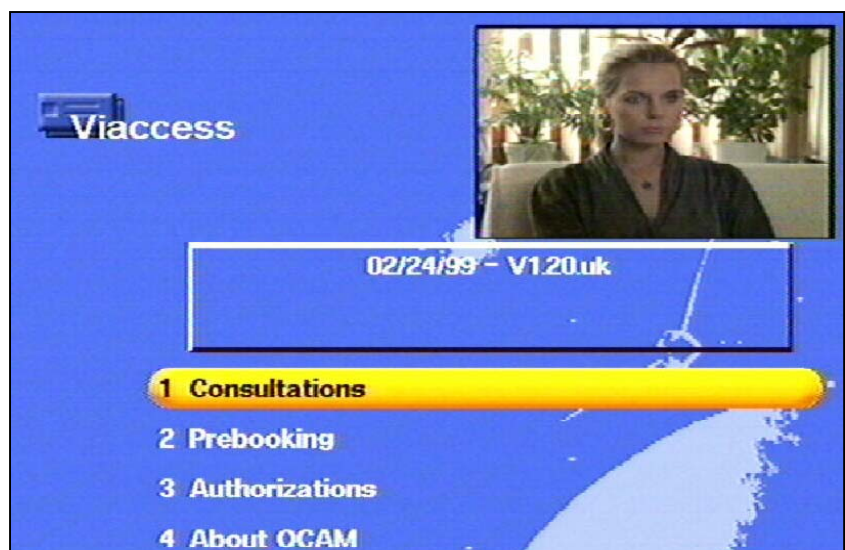 Viaccess
02/24/99 - V1.20.uk
1 Consultations
2 Prebooking
3 Authorizations
4 About OCAM